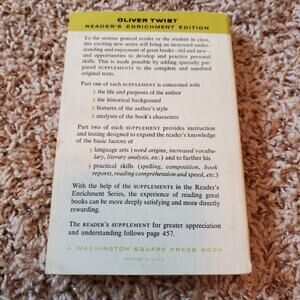 OLIVER TWIST
READER'S ENRICHMENT EDITION
To the serious general reader or the student in class,
this exciting new series will bring an increased under-
standing and enjoyment of great books–old and new–
and opportunities to develop and practice personal
skills. This is made possible by adding specially pre-
pared SUPPLEMENTS to the complete and unedited
original texts.
Part one of each SUPPLEMENT is concerned with
the life and purposes of the author
the historical background
features of the author's style
analyses of the book's characters
Part two of each SUPPLEMENT provides instruction
and testing designed to expand the reader's knowledge
of the basic factors of
language arts (word origins, increased vocabu-
lary, literary analysis, etc.) and to further his
practical skills (spelling, composition, book
reports, reading comprehension and speed, etc.)
With the help of the SUPPLEMENTS in the Reader's
Enrichment Series, the experience of reading great
books can be more deeply satisfying and more directly
rewarding.
The READER'S SUPPLEMENT for greater appreciation
and understanding follows page 457.
A WASHINGTON SQUARE PRESS BOOK
PRINTED IN U.S.A.